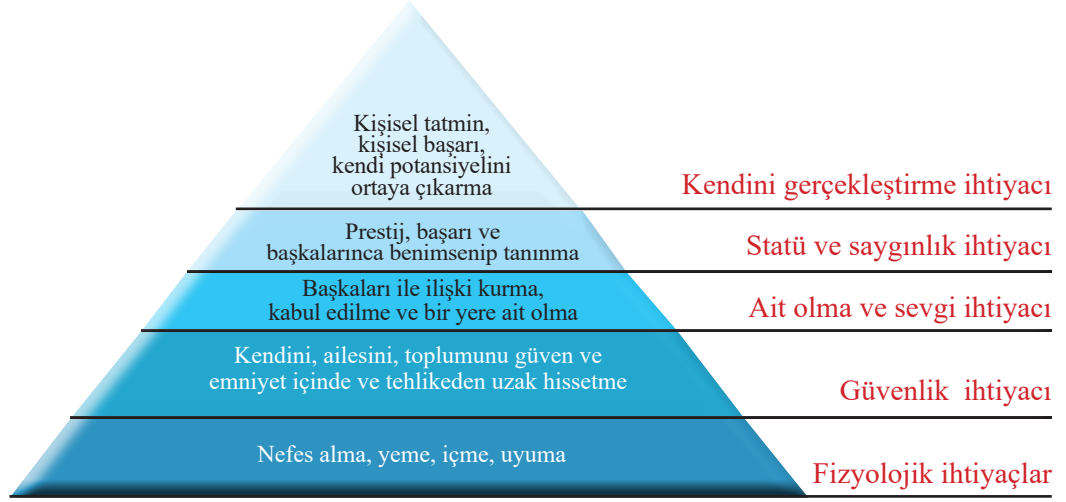 Kişisel tatmin,
kişisel başarı,
kendi potansiyelini
ortaya çıkarma
Kendini gerçekleştirme ihtiyacı
Prestij, başarı ve
başkalarınca benimsenip tanınma
Statü ve saygınlık ihtiyacı
Başkaları ile ilişki kurma,
kabul edilme ve bir yere ait olma
Ait olma ve sevgi ihtiyacı
Kendini, ailesini, toplumunu güven ve
emniyet içinde ve tehlikeden uzak hissetme
Güvenlik ihtiyacı
Nefes alma, yeme, içme, uyuma
Fizyolojik ihtiyaçlar